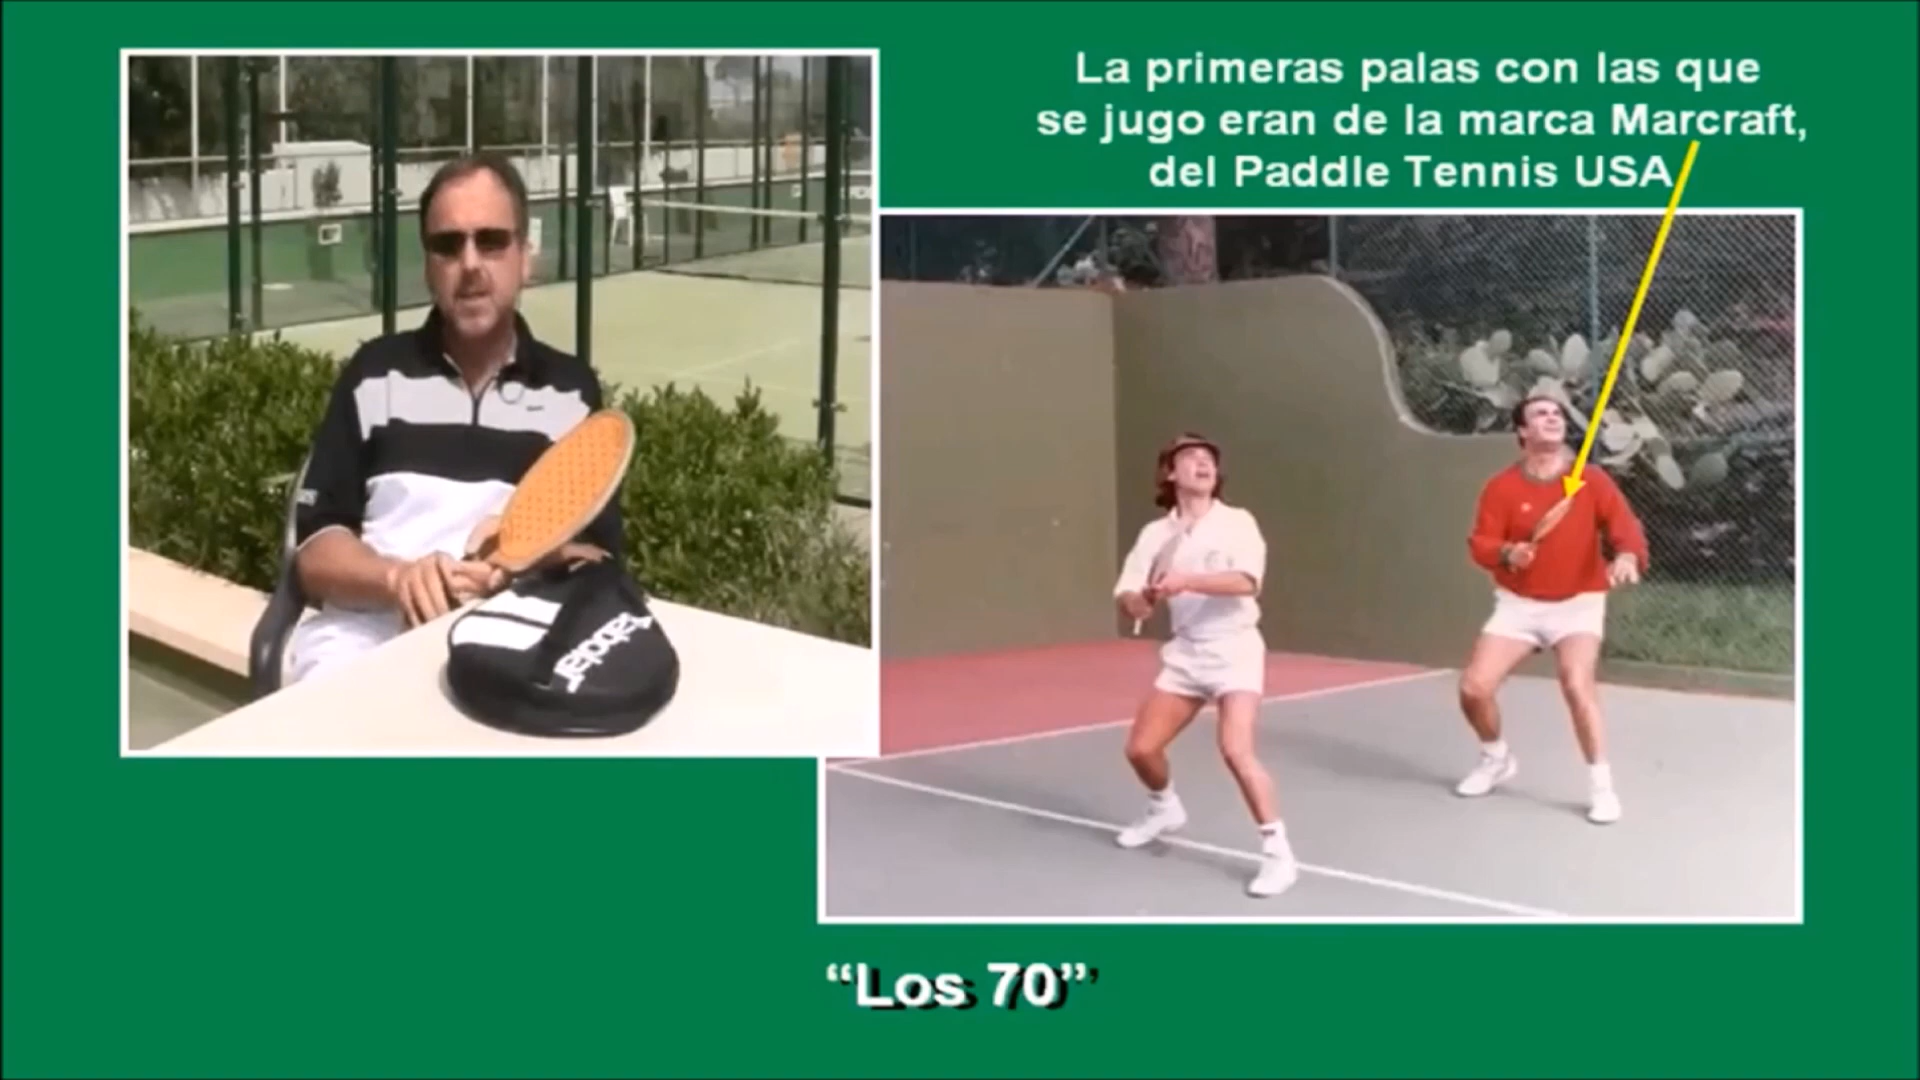 La primeras palas con las que
se jugo eran de la marca Marcraft,
del Paddle Tennis USA
"Los 70"